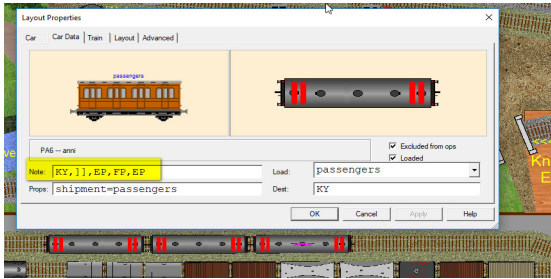 Layout Properties
Car
Car Data
Train
Layout
Advanced
passengers
PA6 -- anni
Excluded from ops
Loaded
Note: KY,]],EP,FP,EP
Load: passengers
Props: shipment=passengers
Dest: KY
OK
Cancel
Apply
Help
<<<
Kn
E